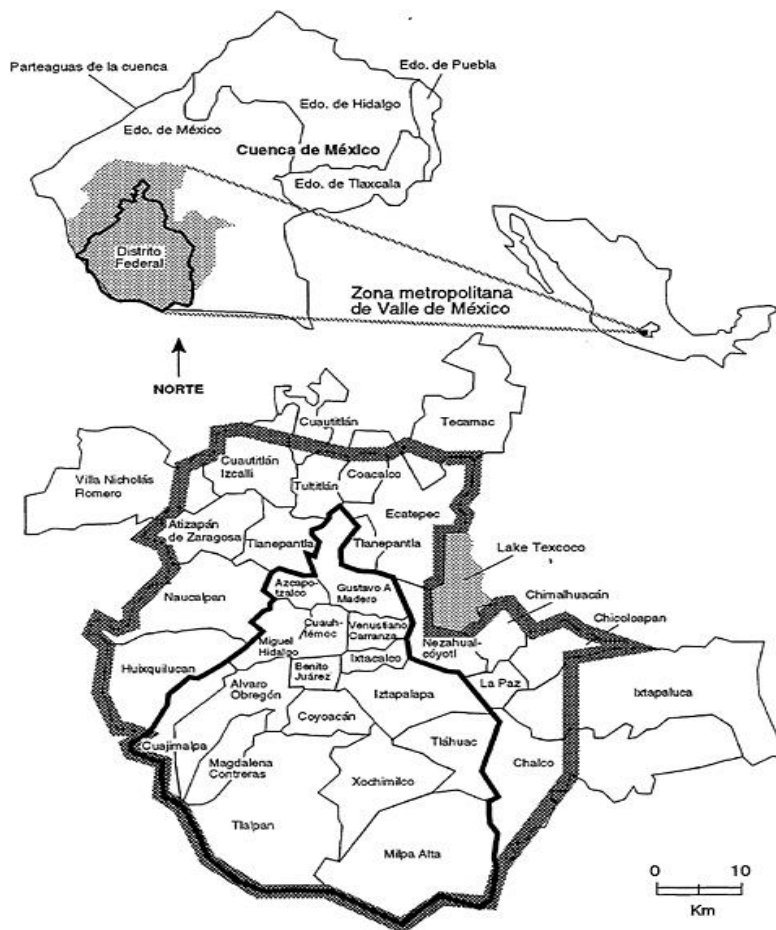 Parteaguas de la cuenca
Edo. de Puebla
Edo. de Hidalgo
Edo. de México
Cuenca de México
Edo. de Tlaxcala
Distrito
Federal
Zona metropolitana
de Valle de México
NORTE
Cuautitlán
Tecamac
Villa Nicholás
Romero
Cuautitlán
Izcalli
Tultitlán
Coacalco
Ecatepec
Atizapán
de Zaragosa
Tlanepantla
Tlanepantla
Lake Texcoco
Naucalpan
Azcapo-
tzalco
Gustavo A
Madero
Chimalhuacán
Chicoloapan
Cuauh-
témoc
Venustiano
Carranza
Nezahual-
cóyotl
Miguel
Hidalgo
Ixtacalco
Huixquilucan
Benito
Juárez
La Paz
Ixtapaluca
Alvaro
Obregón
Iztapalapa
Coyoacán
Cuajimalpa
Magdalena
Contreras
Tláhuac
Chalco
Xochimilco
Tlalpan
Milpa Alta
0 10
Km